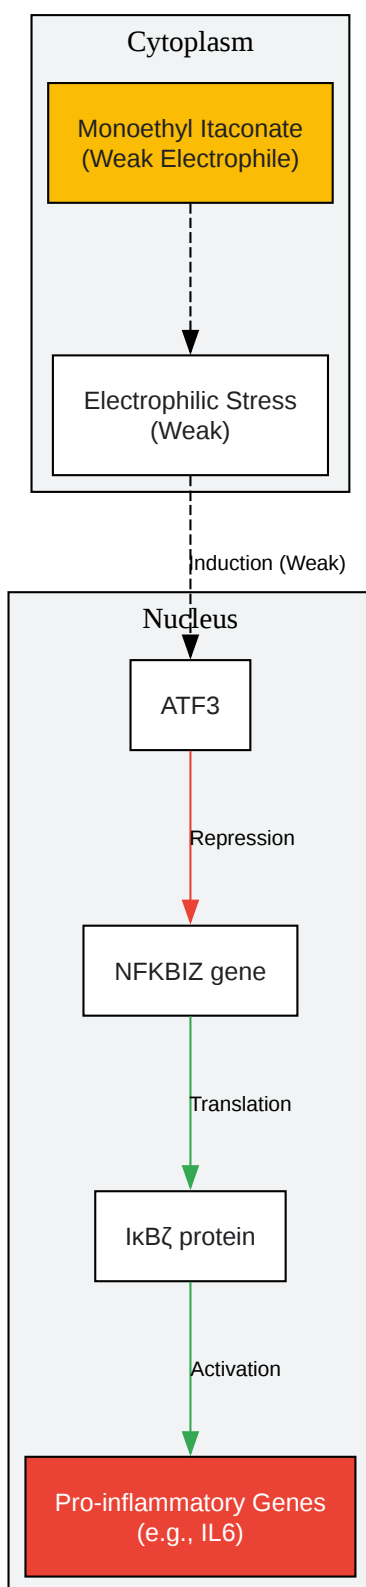 Cytoplasm
Monoethyl Itaconate
(Weak Electrophile)
Electrophilic Stress
(Weak)
Induction (Weak)
Nucleus
ATF3
Repression
NFKBIZ gene
Translation
IκBζ protein
Activation
Pro-inflammatory Genes
(e.g., IL6)